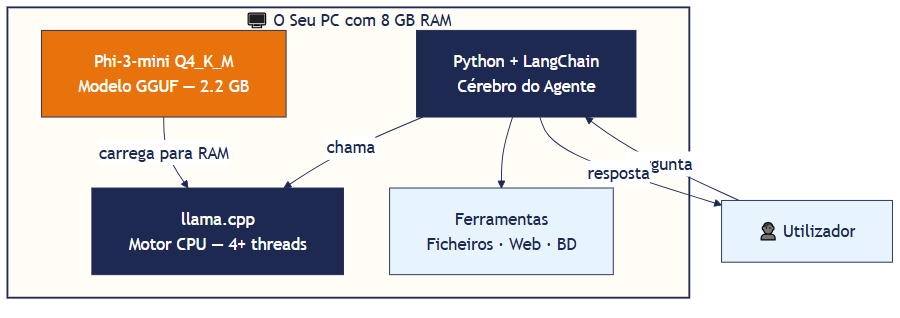 O Seu PC com 8 GB RAM
Phi-3-mini Q4_K_M
Modelo GGUF — 2.2 GB
Python + LangChain
Cérebro do Agente
carrega para RAM
chama
resposta
llama.cpp
Motor CPU — 4+ threads
Ferramentas
Ficheiros · Web · BD
Utilizador